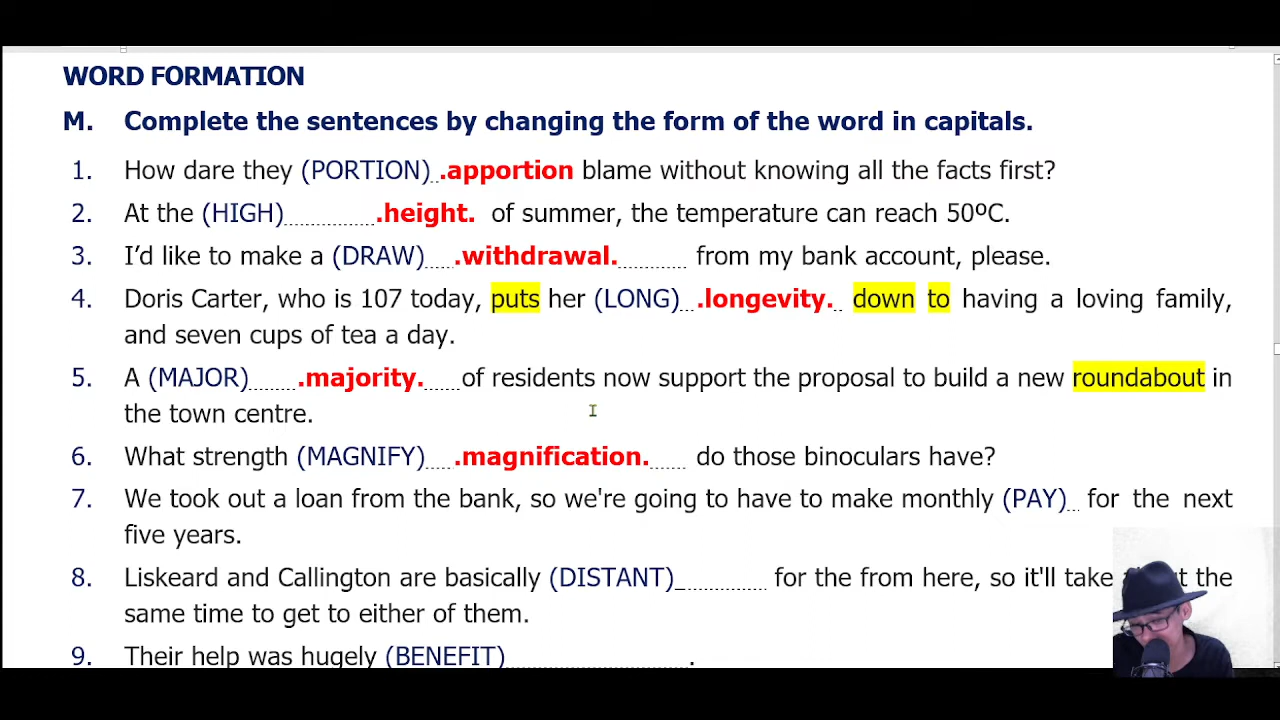 WORD FORMATION
M. Complete the sentences by changing the form of the word in capitals.
1. How dare they (PORTION)..apportion blame without knowing all the facts first?
2. At the (HIGH)............height. of summer, the temperature can reach 50ºC.
3. I'd like to make a (DRAW).....withdrawal........... from my bank account, please.
4. Doris Carter, who is 107 today, puts her (LONG)...longevity.. down to having a loving family,
and seven cups of tea a day.
5. A (MAJOR).......majority.....of residents now support the proposal to build a new roundabout in
the town centre.
6. What strength (MAGNIFY).....magnification...... do those binoculars have?
7. We took out a loan from the bank, so we're going to have to make monthly (PAY).. for the next
five years.
8. Liskeard and Callington are basically (DISTANT)_........... for the from here, so it'll take the
same time to get to either of them.
9. Their help was hugely (BENEFIT)........................